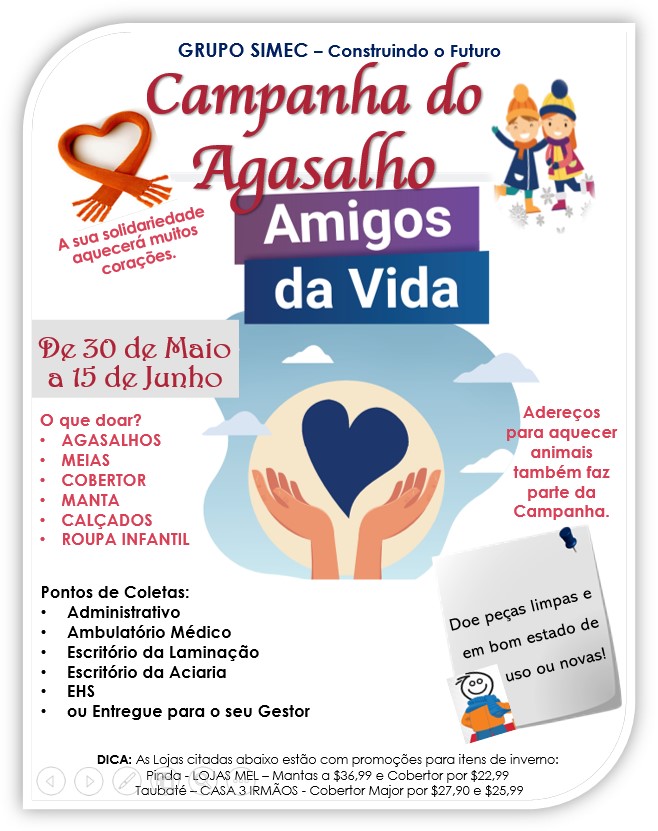 GRUPO SIMEC – Construindo o Futuro
Campanha do
Agasalho
Amigos
da Vida
A sua solidariedade
aquecerá muitos
corações.
De 30 de Maio
a 15 de Junho
O que doar?
• AGASALHOS
• MEIAS
• COBERTOR
• MANTA
• CALÇADOS
• ROUPA INFANTIL
Adereços
para aquecer
animais
também faz
parte da
Campanha.
Pontos de Coletas:
• Administrativo
• Ambulatório Médico
• Escritório da Laminação
• Escritório da Aciaria
• EHS
• ou Entregue para o seu Gestor
Doe peças limpas e
em bom estado de
uso ou novas!
DICA: As Lojas citadas abaixo estão com promoções para itens de inverno:
Pinda - LOJAS MEL – Mantas a $36,99 e Cobertor por $22,99
Taubaté – CASA 3 IRMÃOS - Cobertor Major por $27,90 e $25,99